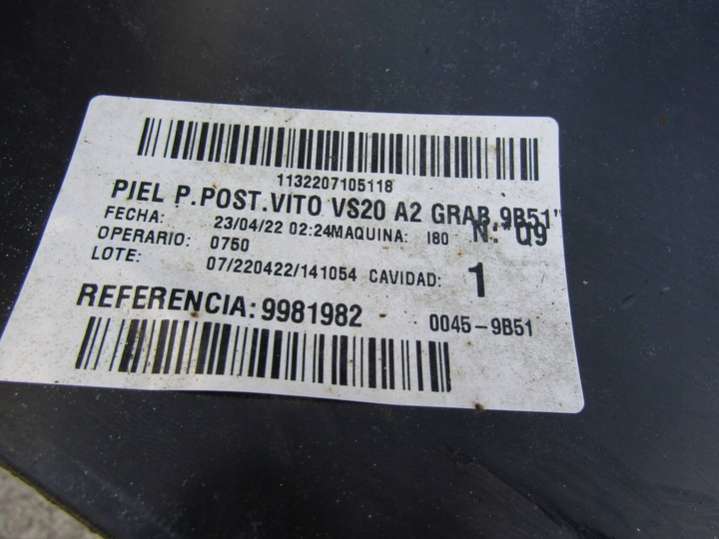 1132207105118
PIEL P.POST.VITO VS20 A2 GRAB.9B51"
FECHA: 23/04/22 02:24 MAQUINA: I80 N:"Q9
OPERARIO: 0750
LOTE: 07/220422/141054 CAVIDAD: 1
REFERENCIA: 9981982 0045-9B51